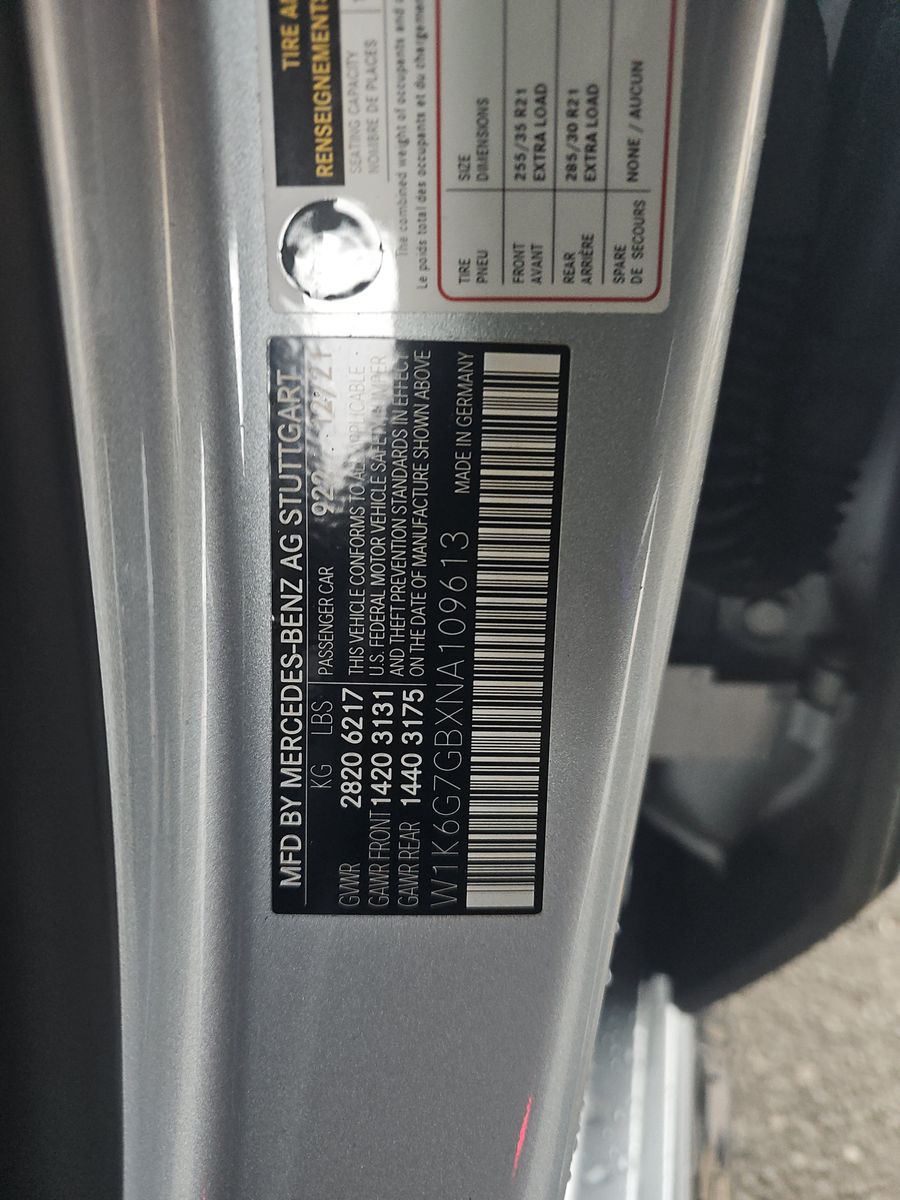 MFD BY MERCEDES-BENZ AG STUTTGART
KG LBS PASSENGER CAR
GVWR 2820 6217 THIS VEHICLE CONFORMS TO ALL APPLICABLE
GAWR FRONT 1420 3131 U.S. FEDERAL MOTOR VEHICLE SAFETY BUMPER
GAWR REAR 1440 3175 AND THEFT PREVENTION STANDARDS IN EFFECT
ON THE DATE OF MANUFACTURE SHOWN ABOVE
W1K6G7GBXNA109613 MADE IN GERMANY
TIRE
RENSEIGNEMENTS
SEATING CAPACITY
NOMBRE DE PLACES
The combined weight of occupants and
Le poids total des occupants et du chargement
TIRE SIZE
PNEU DIMENSIONS
FRONT 255/35 R21
AVANT EXTRA LOAD
REAR 285/30 R21
ARRIÈRE EXTRA LOAD
SPARE NONE / AUCUN
DE SECOURS